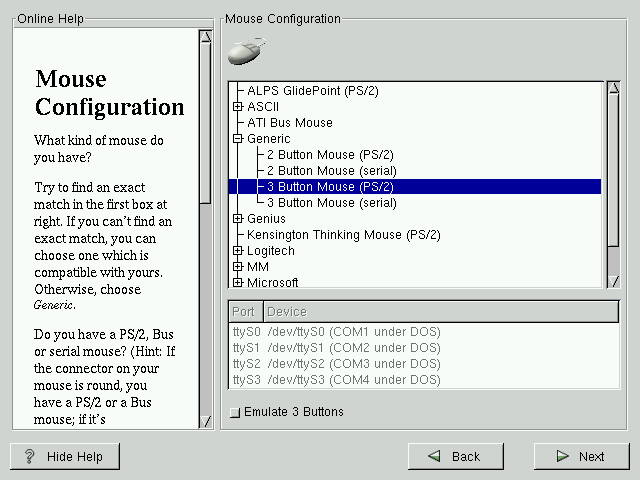 Online Help
Mouse
Configuration
What kind of mouse do
you have?
Try to find an exact
match in the first box at
right. If you can't find an
exact match, you can
choose one which is
compatible with yours.
Otherwise, choose
Generic.
Do you have a PS/2, Bus
or serial mouse? (Hint: If
the connector on your
mouse is round, you
have a PS/2 or a Bus
mouse; if it's
Mouse Configuration
ALPS GlidePoint (PS/2)
ASCII
ATI Bus Mouse
Generic
2 Button Mouse (PS/2)
2 Button Mouse (serial)
3 Button Mouse (PS/2)
3 Button Mouse (serial)
Genius
Kensington Thinking Mouse (PS/2)
Logitech
MM
Microsoft
Port Device
ttyS0 /dev/ttyS0 (COM1 under DOS)
ttyS1 /dev/ttyS1 (COM2 under DOS)
ttyS2 /dev/ttyS2 (COM3 under DOS)
ttyS3 /dev/ttyS3 (COM4 under DOS)
Emulate 3 Buttons
? Hide Help
Back
Next